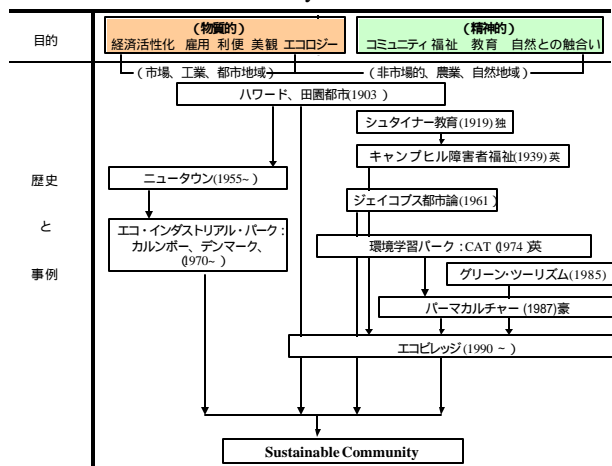 目的
(物質的)
経済活性化 雇用 利便 美観 エコロジー
(精神的)
コミュニティ 福祉 教育 自然との触合い
(市場、工業、都市地域)
(非市場的、農業、自然地域)
ハワード、田園都市(1903)
シュタイナー教育(1919)独
キャンプヒル障害者福祉(1939)英
歴史
と
事例
ニュータウン(1955~)
ジェイコブス都市論(1961)
エコ・インダストリアル・パーク:
カルンボー、デンマーク、
(1970~)
環境学習パーク:CAT(1974)英
グリーン・ツーリズム(1985)
パーマカルチャー(1987)豪
エコビレッジ(1990~)
Sustainable Community